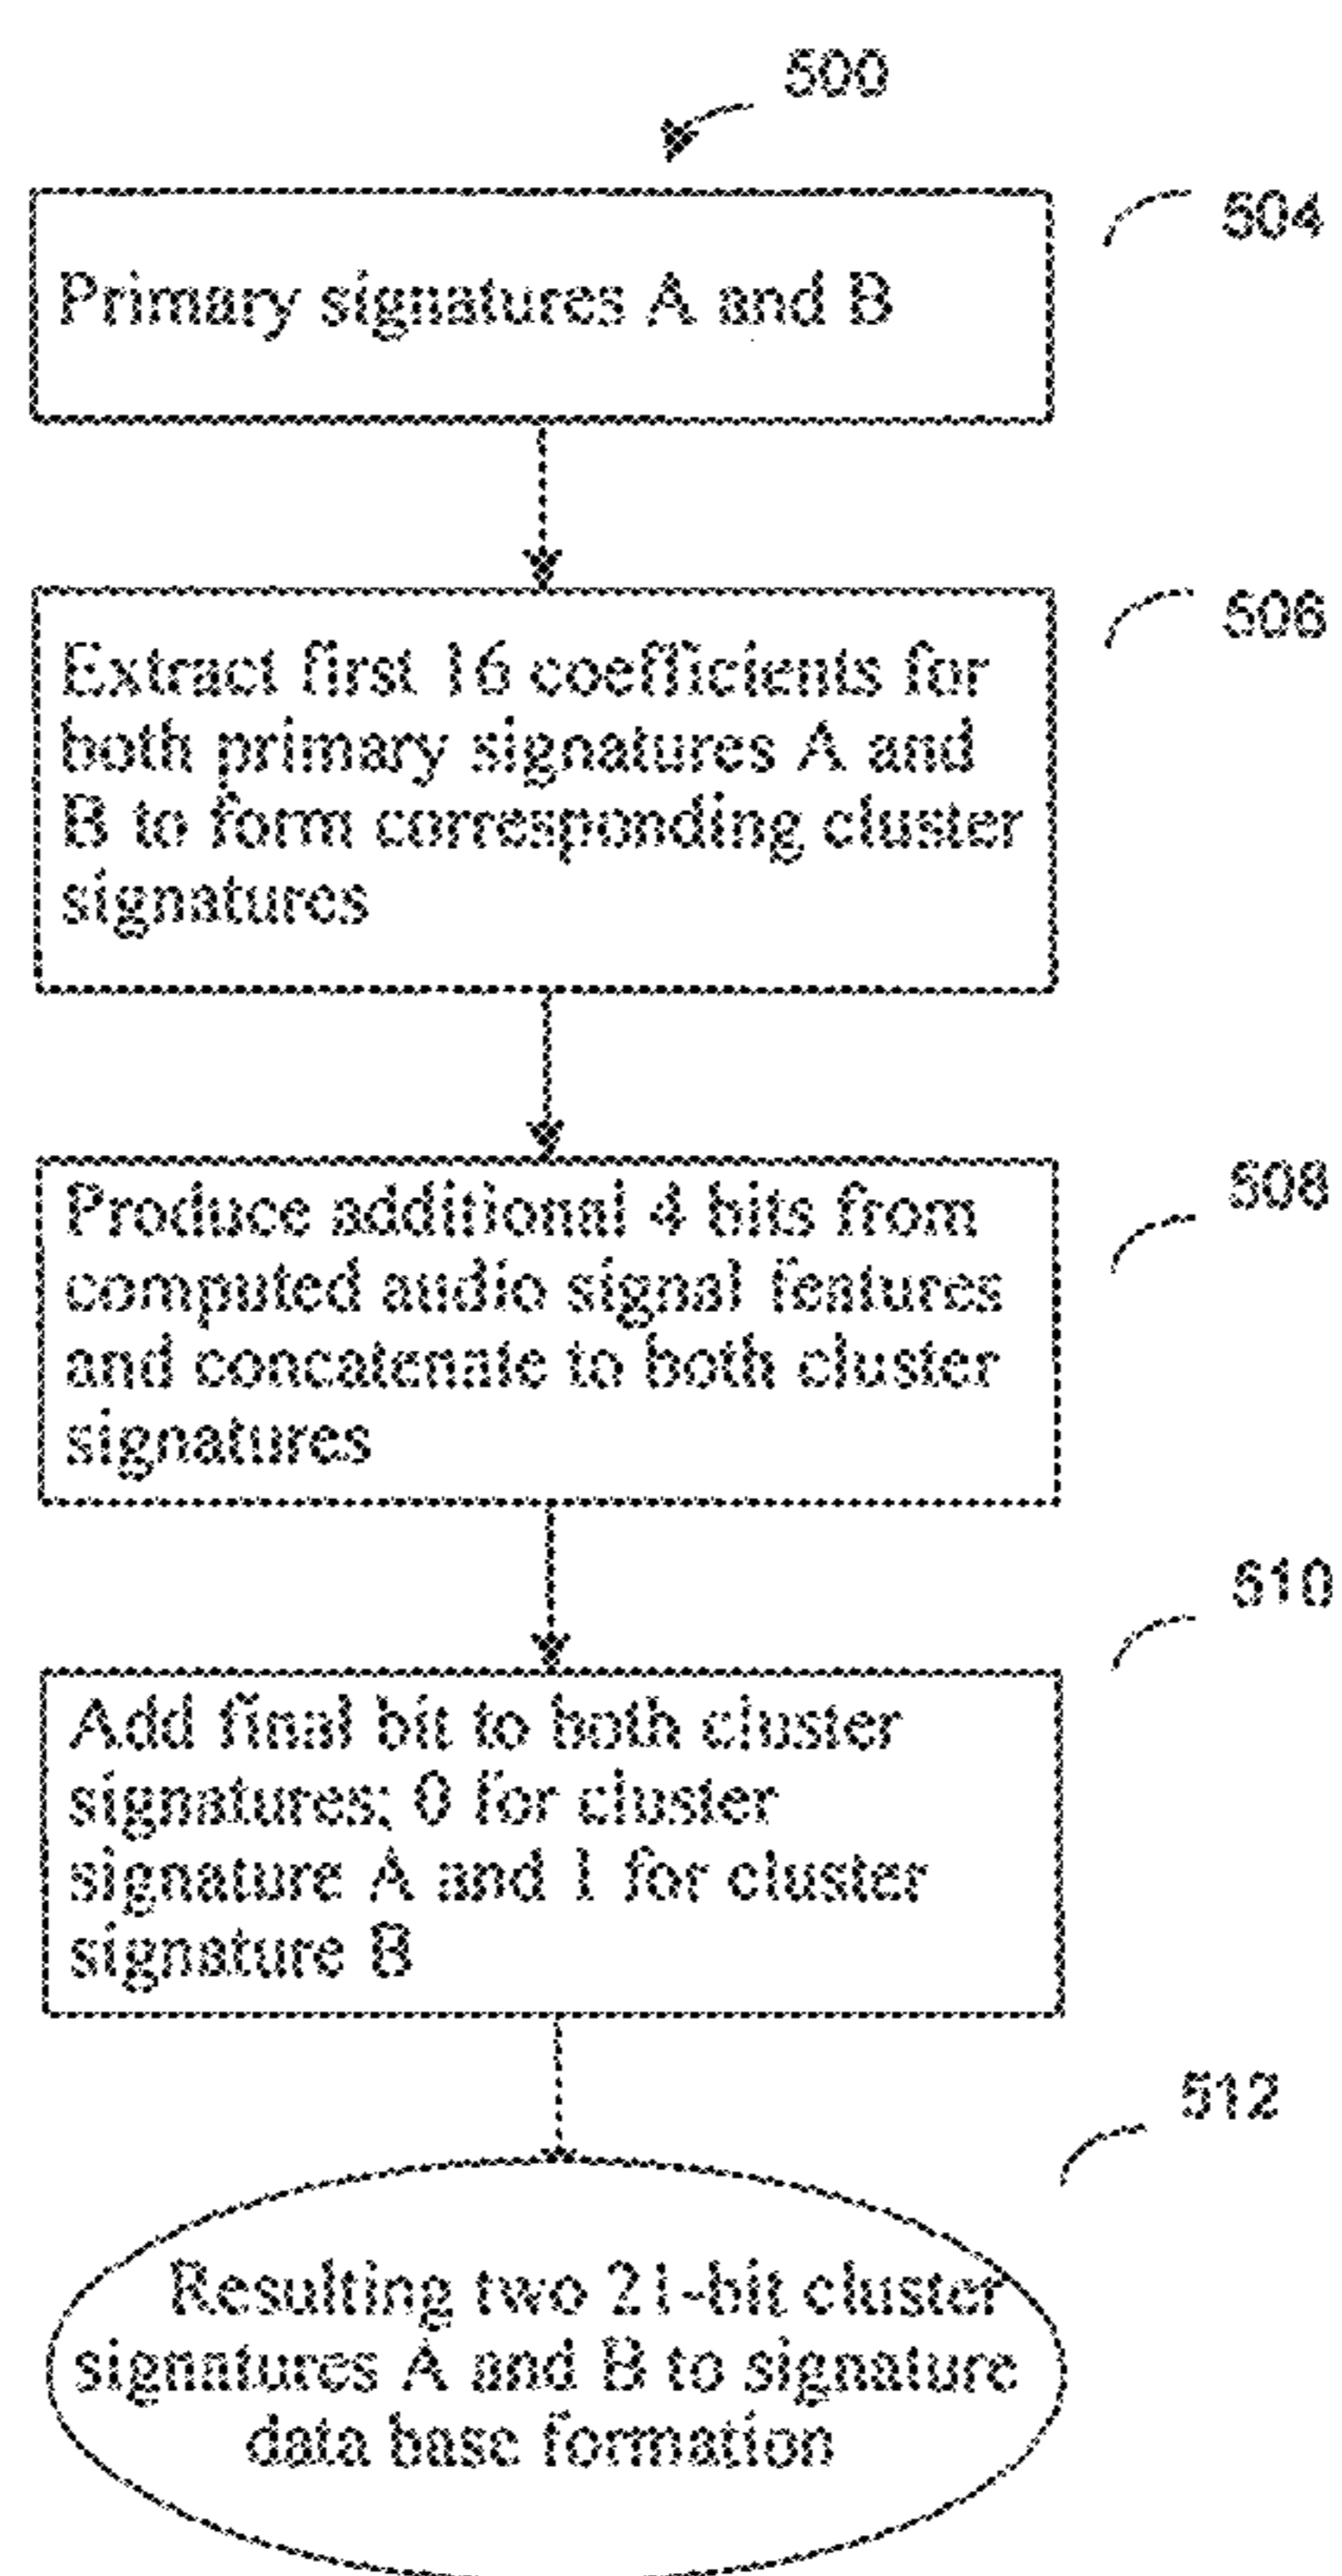 500
504
Primary signatures A and B
506
Extract first 16 coefficients for
both primary signatures A and
B to form corresponding cluster
signatures
508
Produce additional 4 bits from
computed audio signal features
and concatenate to both cluster
signatures
510
Add final bit to both cluster
signatures; 0 for cluster
signature A and 1 for cluster
signature B
512
Resulting two 21-bit cluster
signatures A and B to signature
data base formation